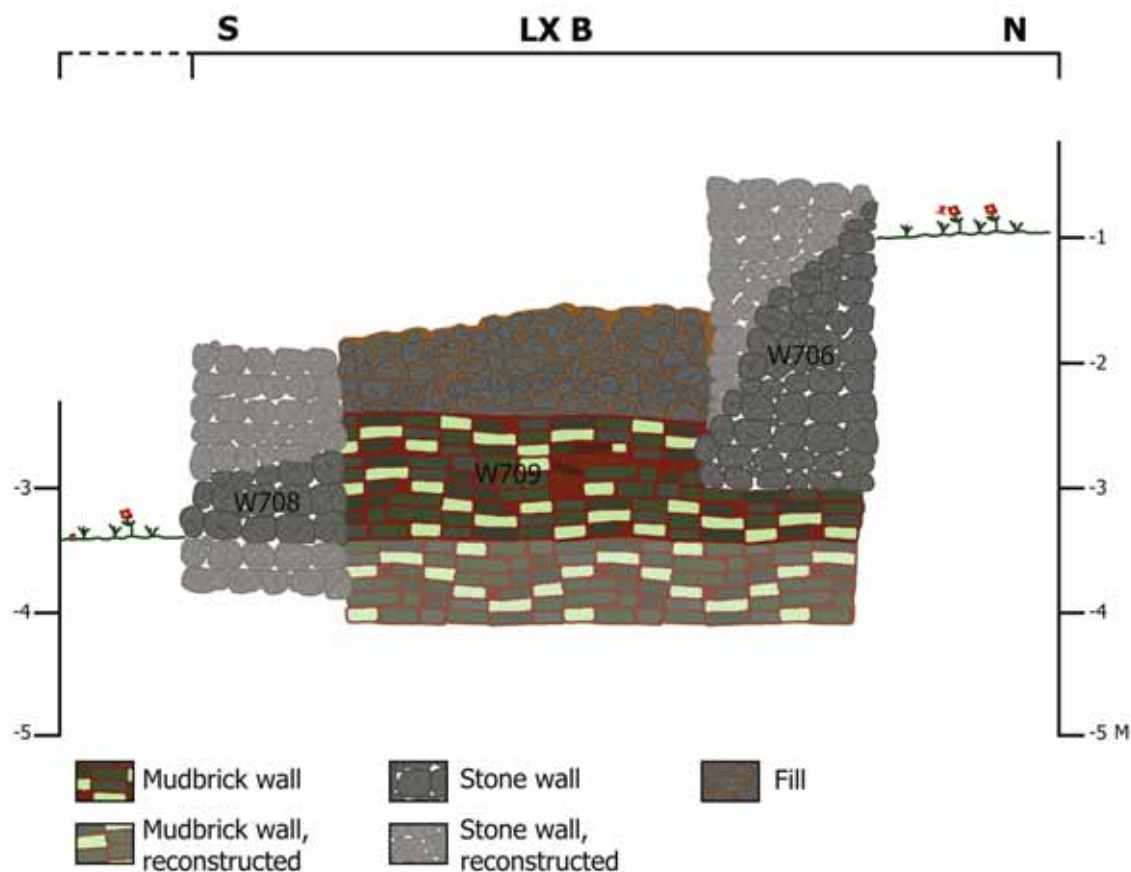 S LX B N
-1
W706
-2
W709
-3 -3
W708
-4 -4
-5 -5 M
Mudbrick wall Stone wall Fill
Mudbrick wall,
reconstructed
Stone wall,
reconstructed